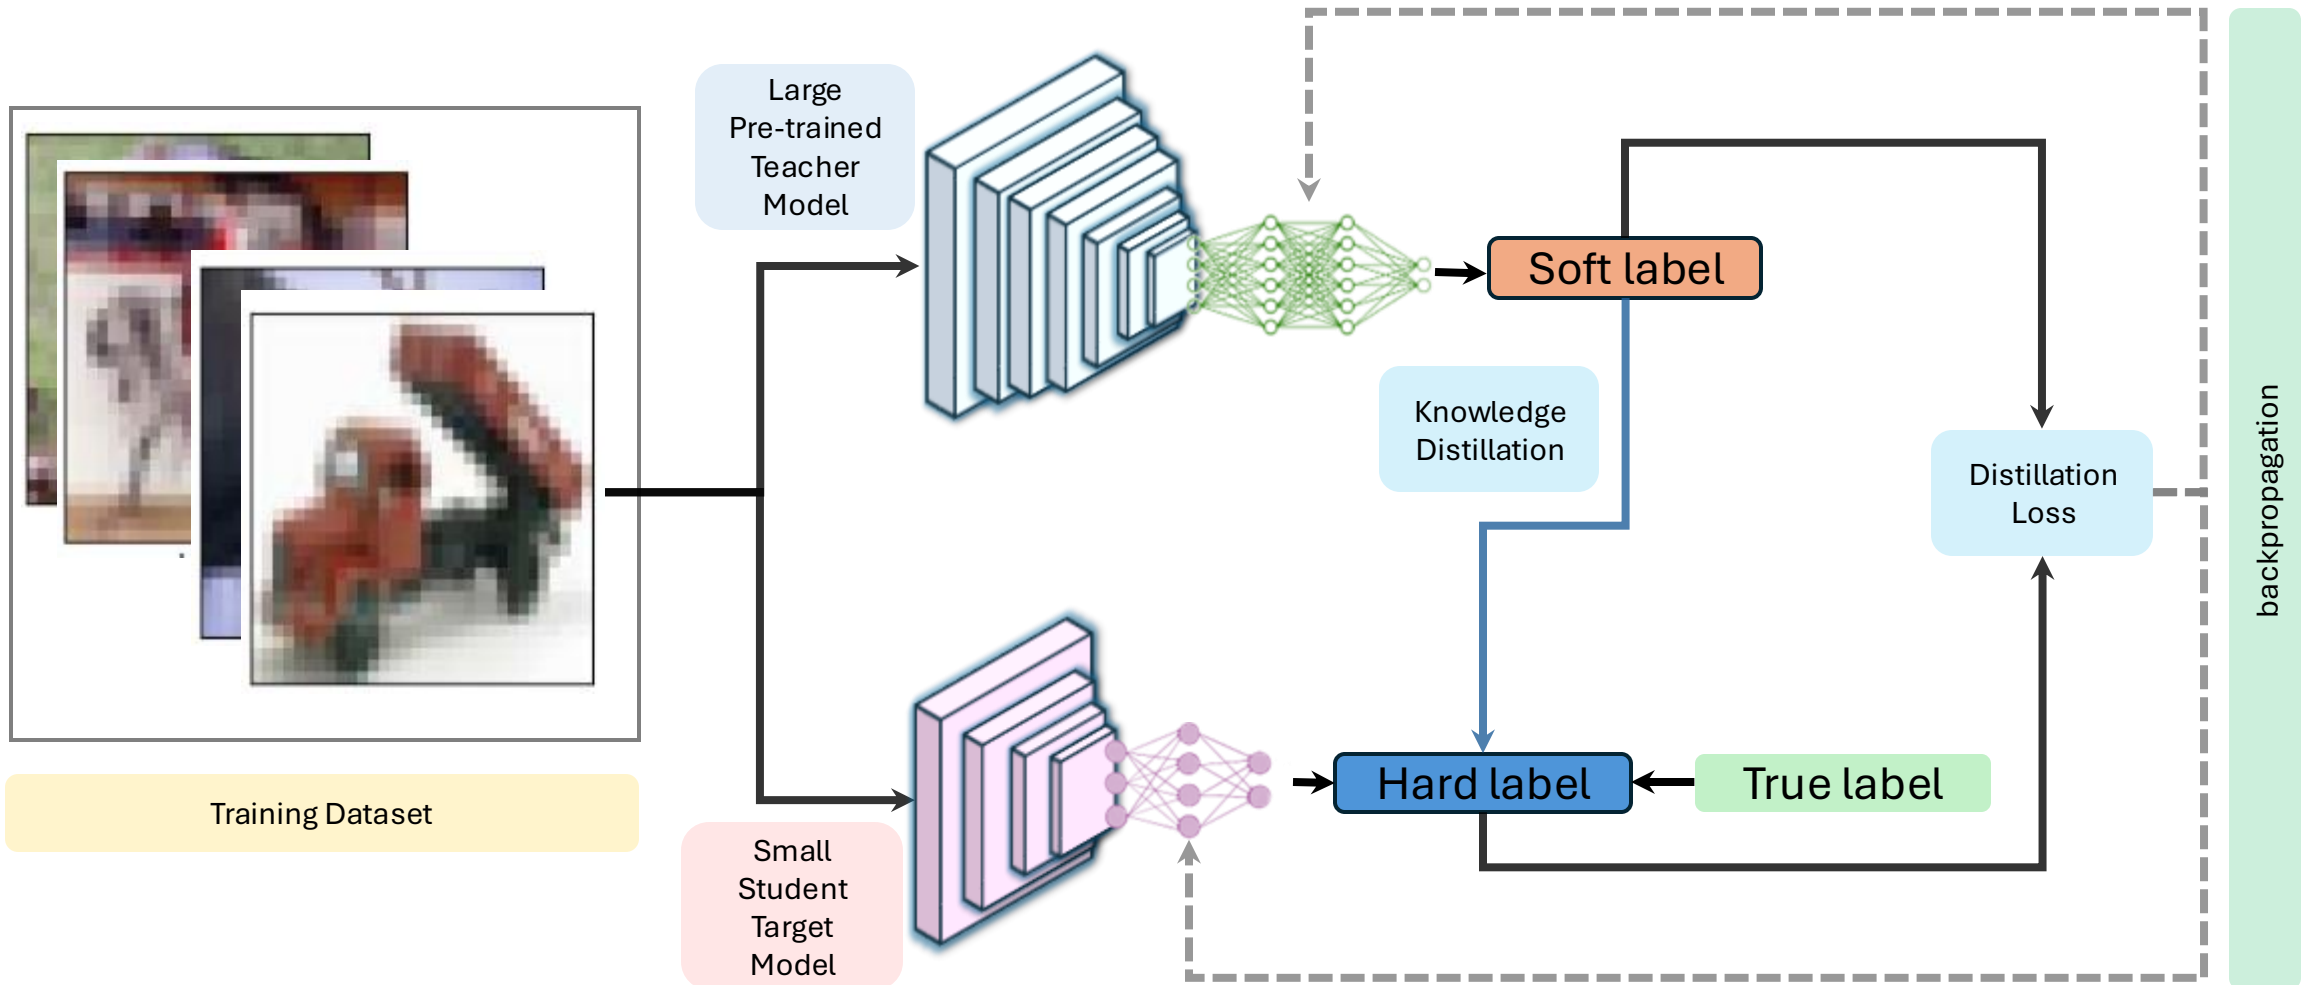 Large
Pre-trained
Teacher
Model
Soft label
Knowledge
Distillation
Distillation
Loss
backpropagation
Hard label
True label
Training Dataset
Small
Student
Target
Model